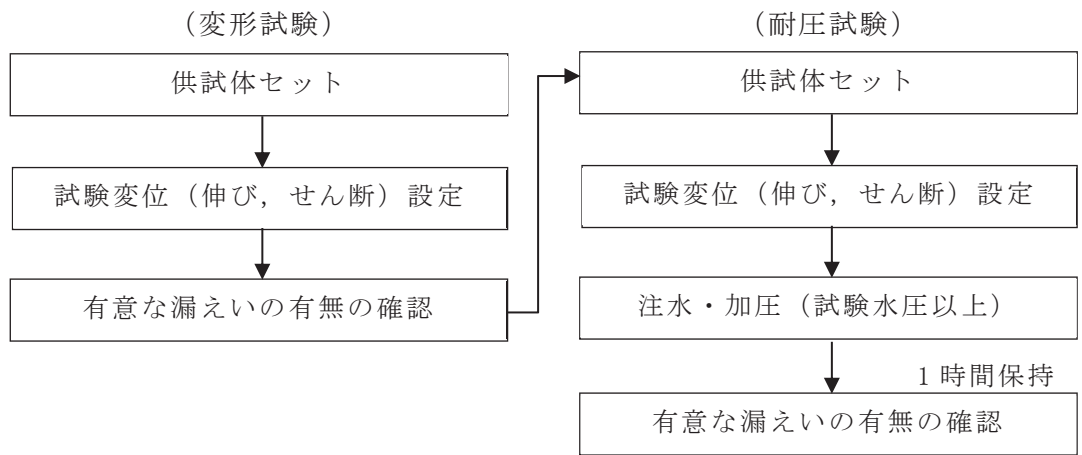 （変形試験）
供試体セット
試験変位（伸び，せん断）設定
有意な漏えいの有無の確認
（耐圧試験）
供試体セット
試験変位（伸び，せん断）設定
注水・加圧（試験水圧以上）
1時間保持
有意な漏えいの有無の確認